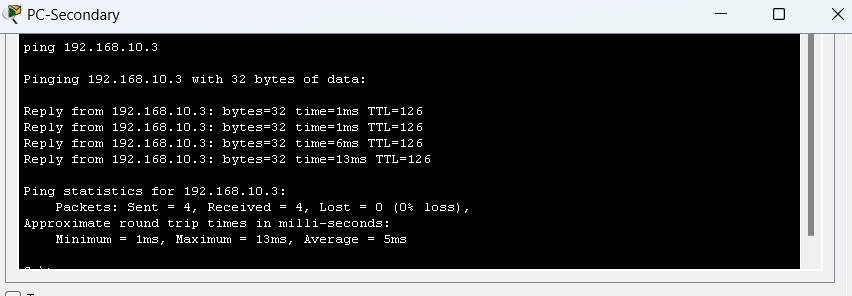 PC-Secondary
ping 192.168.10.3
Pinging 192.168.10.3 with 32 bytes of data:
Reply from 192.168.10.3: bytes=32 time=1ms TTL=126
Reply from 192.168.10.3: bytes=32 time=1ms TTL=126
Reply from 192.168.10.3: bytes=32 time=6ms TTL=126
Reply from 192.168.10.3: bytes=32 time=13ms TTL=126
Ping statistics for 192.168.10.3:
Packets: Sent = 4, Received = 4, Lost = 0 (0% loss),
Approximate round trip times in milli-seconds:
Minimum = 1ms, Maximum = 13ms, Average = 5ms